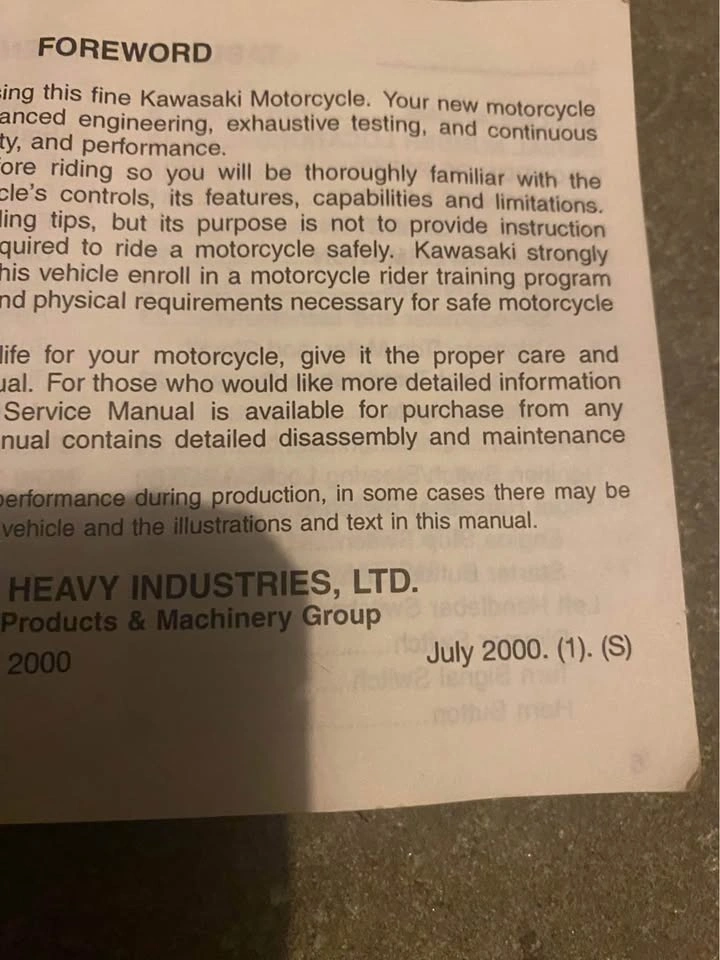 FOREWORD
sing this fine Kawasaki Motorcycle. Your new motorcycle
anced engineering, exhaustive testing, and continuous
ty, and performance.
ore riding so you will be thoroughly familiar with the
cle's controls, its features, capabilities and limitations.
ling tips, but its purpose is not to provide instruction
quired to ride a motorcycle safely. Kawasaki strongly
his vehicle enroll in a motorcycle rider training program
nd physical requirements necessary for safe motorcycle
life for your motorcycle, give it the proper care and
ual. For those who would like more detailed information
Service Manual is available for purchase from any
nual contains detailed disassembly and maintenance
performance during production, in some cases there may be
vehicle and the illustrations and text in this manual.
HEAVY INDUSTRIES, LTD.
Products & Machinery Group
2000 July 2000. (1). (S)